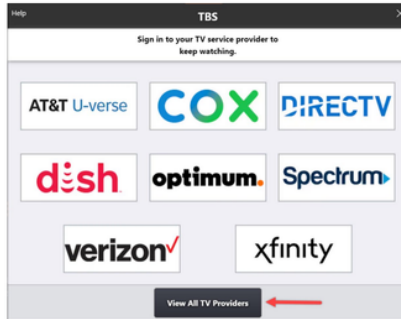 Help
TBS
Sign in to your TV service provider to
keep watching.
AT&T U-verse
COX
DIRECTV
dish
optimum.
Spectrum
verizon
xfinity
View All TV Providers